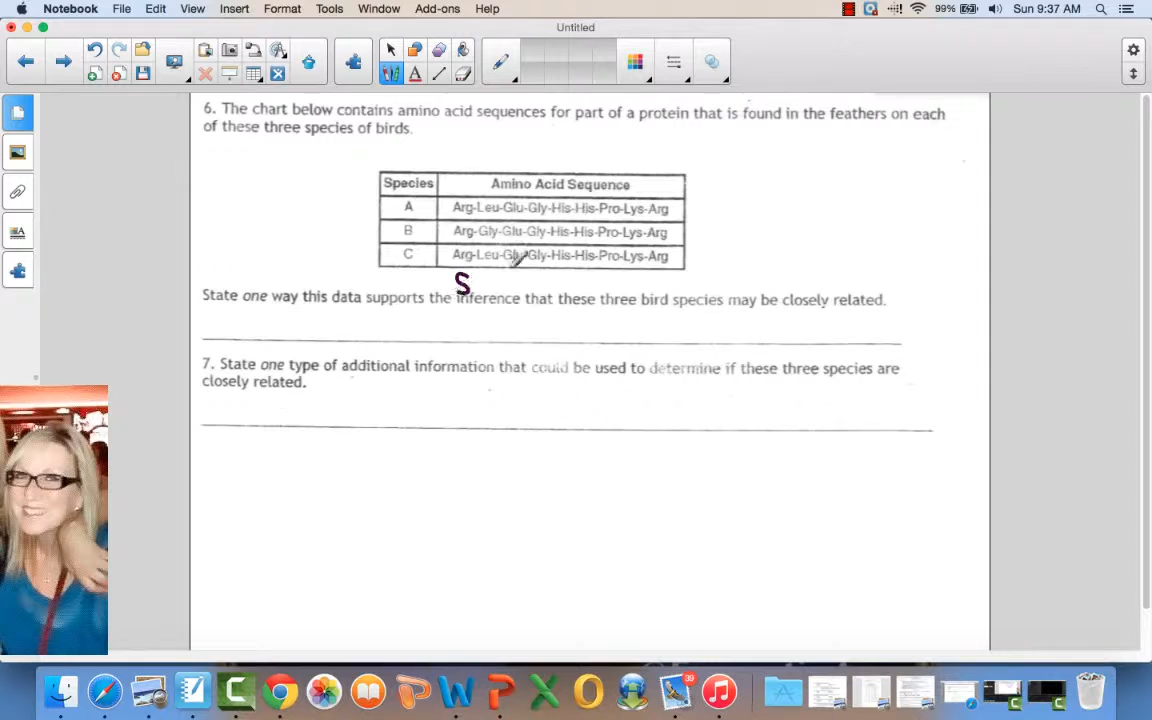 Notebook File Edit View Insert Format Tools Window Add-ons Help 99% Sun 9:37 AM
Untitled
6. The chart below contains amino acid sequences for part of a protein that is found in the feathers on each
of these three species of birds.
Species Amino Acid Sequence
A Arg-Leu-Glu-Gly-His-His-Pro-Lys-Arg
B Arg-Gly-Glu-Gly-His-His-Pro-Lys-Arg
C Arg-Leu-Glu-Gly-His-His-Pro-Lys-Arg
S
State one way this data supports the inference that these three bird species may be closely related.
7. State one type of additional information that could be used to determine if these three species are
closely related.
39